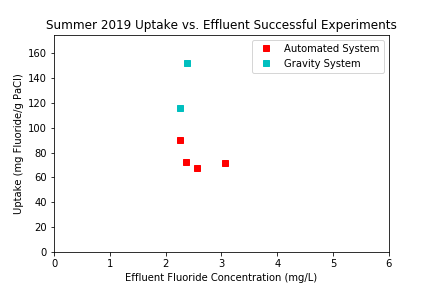 Summer 2019 Uptake vs. Effluent Successful Experiments
Automated System
Gravity System
Uptake (mg Fluoride/g PaCl)
160
140
120
100
80
60
40
20
0
0 1 2 3 4 5 6
Effluent Fluoride Concentration (mg/L)